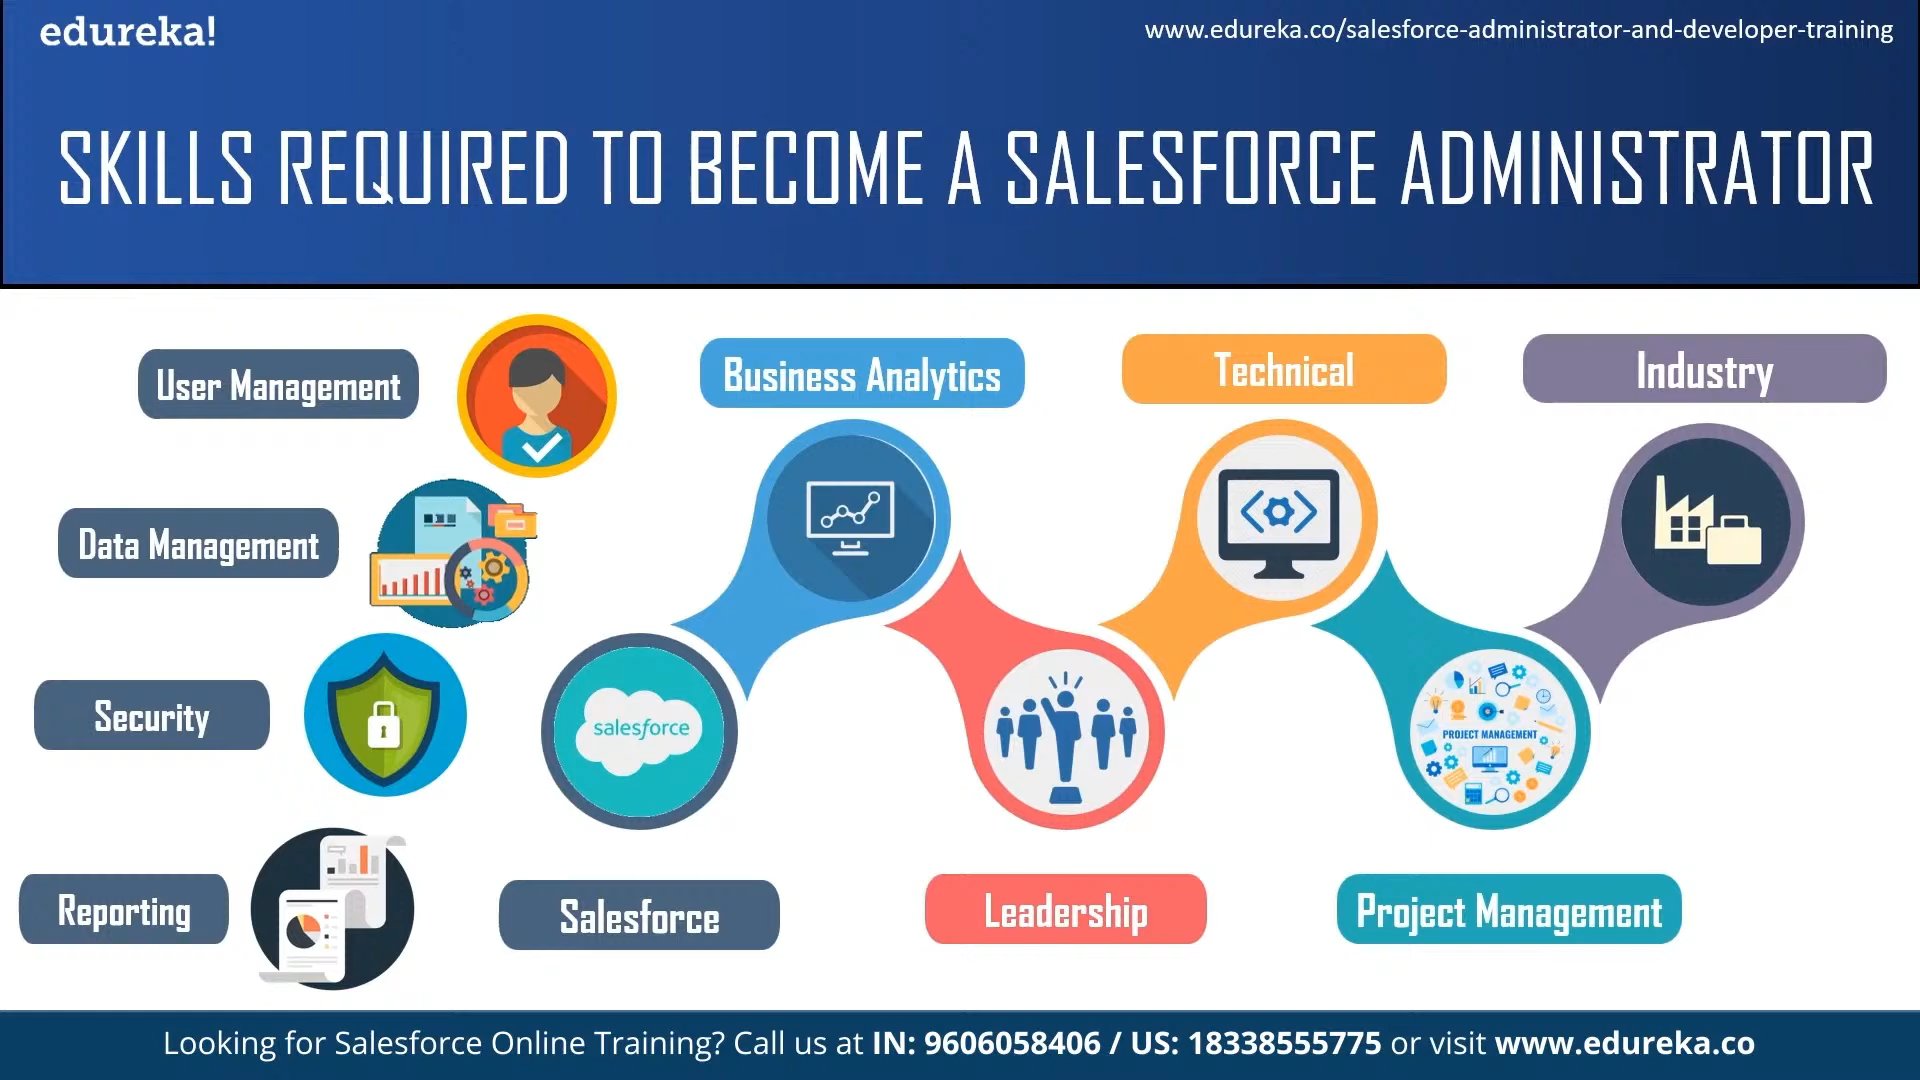 edureka!
www.edureka.co/salesforce-administrator-and-developer-training
SKILLS REQUIRED TO BECOME A SALESFORCE ADMINISTRATOR
User Management
Business Analytics
Technical
Industry
Data Management
Security
salesforce
PROJECT MANAGEMENT
Reporting
Salesforce
Leadership
Project Management
Looking for Salesforce Online Training? Call us at IN: 9606058406 / US: 18338555775 or visit www.edureka.co